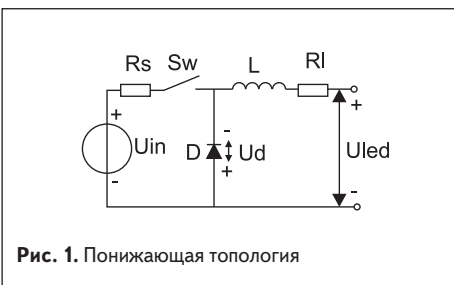 Rs Sw L Rl
+ +
Uin D - Ud Uled
+
- -
Рис. 1. Понижающая топология